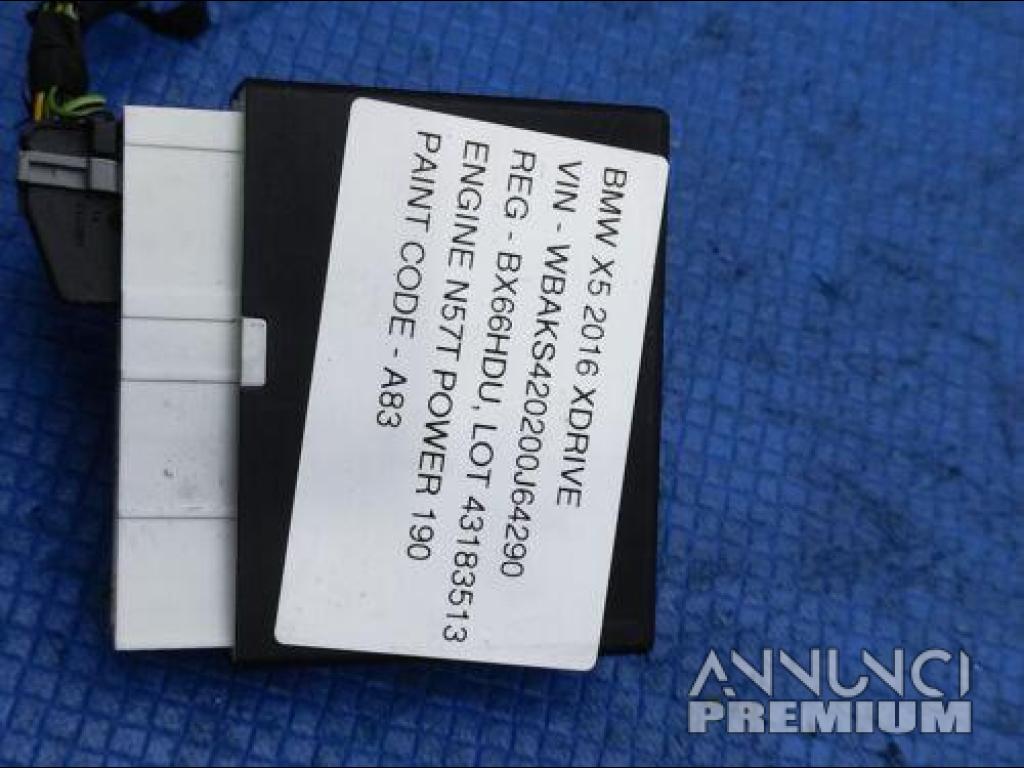 BMW X5 2016 XDRIVE
VIN - WBAKS420200J64290
REG - BX66HDU, LOT 43183513
ENGINE N57T POWER 190
PAINT CODE - A83
ANNUNCI
PREMIUM